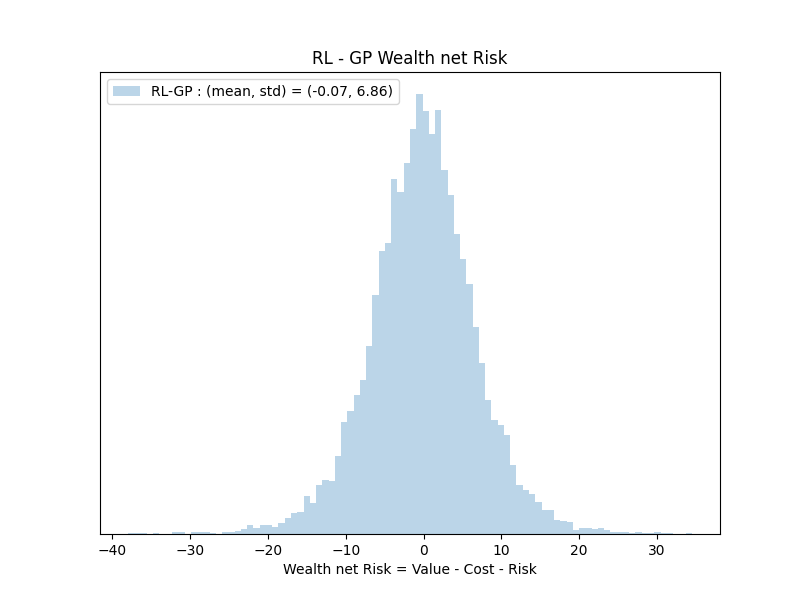 RL - GP Wealth net Risk
RL-GP : (mean, std) = (-0.07, 6.86)
−40 −30 −20 −10 0 10 20 30
Wealth net Risk = Value - Cost - Risk